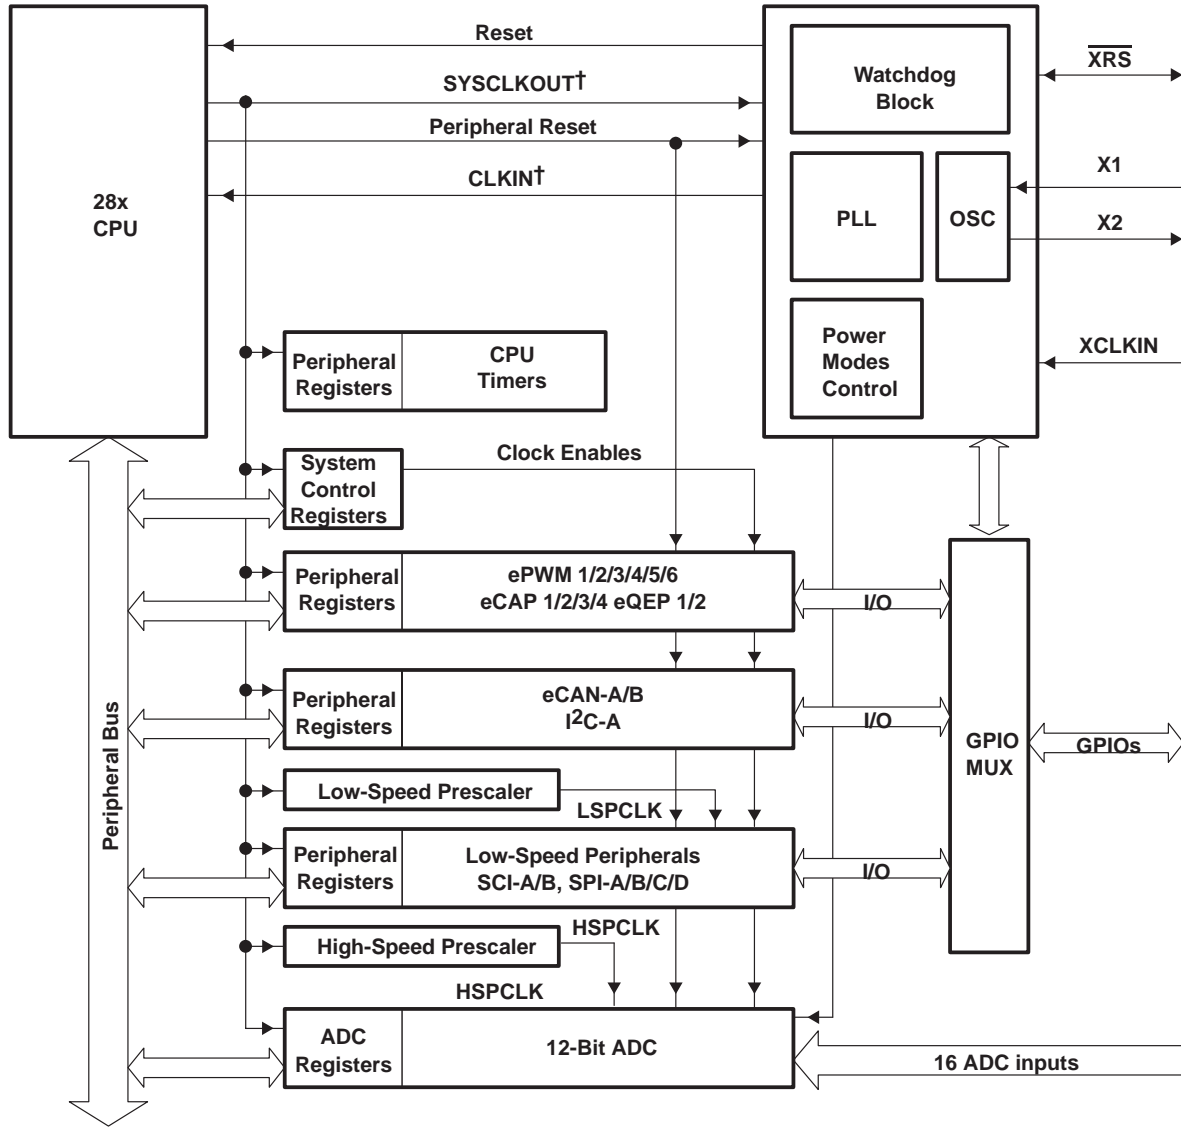 Reset
SYSCLKOUT†
Peripheral Reset
CLKIN†
28x
CPU
Watchdog
Block
PLL
OSC
Power
Modes
Control
XRS
X1
X2
XCLKIN
Peripheral
Registers
CPU
Timers
System
Control
Registers
Clock Enables
Peripheral
Registers
ePWM 1/2/3/4/5/6
eCAP 1/2/3/4 eQEP 1/2
I/O
Peripheral
Registers
eCAN-A/B
I²C-A
I/O
Peripheral Bus
GPIO
MUX
GPIOs
Low-Speed Prescaler
LSPCLK
Peripheral
Registers
Low-Speed Peripherals
SCI-A/B, SPI-A/B/C/D
I/O
High-Speed Prescaler
HSPCLK
HSPCLK
ADC
Registers
12-Bit ADC
16 ADC inputs